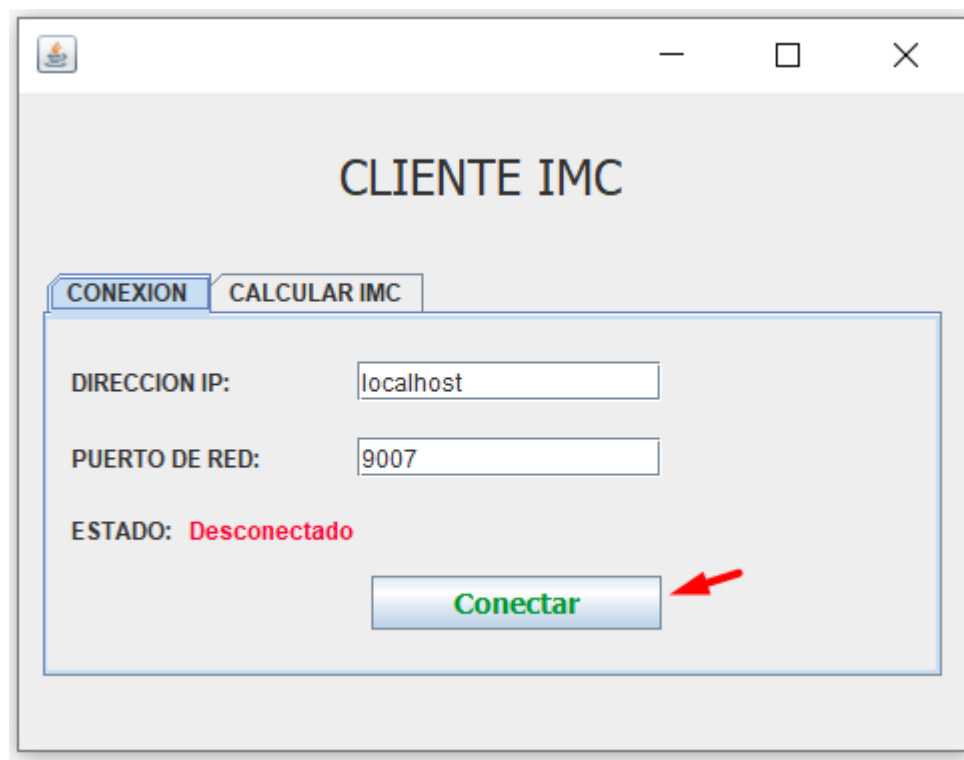 CLIENTE IMC
CONEXION CALCULAR IMC
DIRECCION IP: localhost
PUERTO DE RED: 9007
ESTADO: Desconectado
Conectar